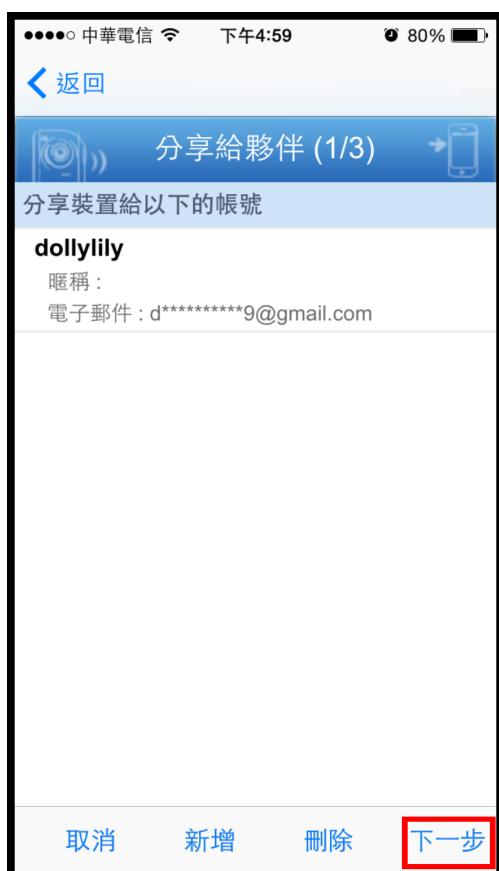 中華電信 下午4:59 80%
返回
分享給夥伴 (1/3)
分享裝置給以下的帳號
dollylily
暱稱 :
電子郵件 : d**********9@gmail.com
取消 新增 刪除 下一步